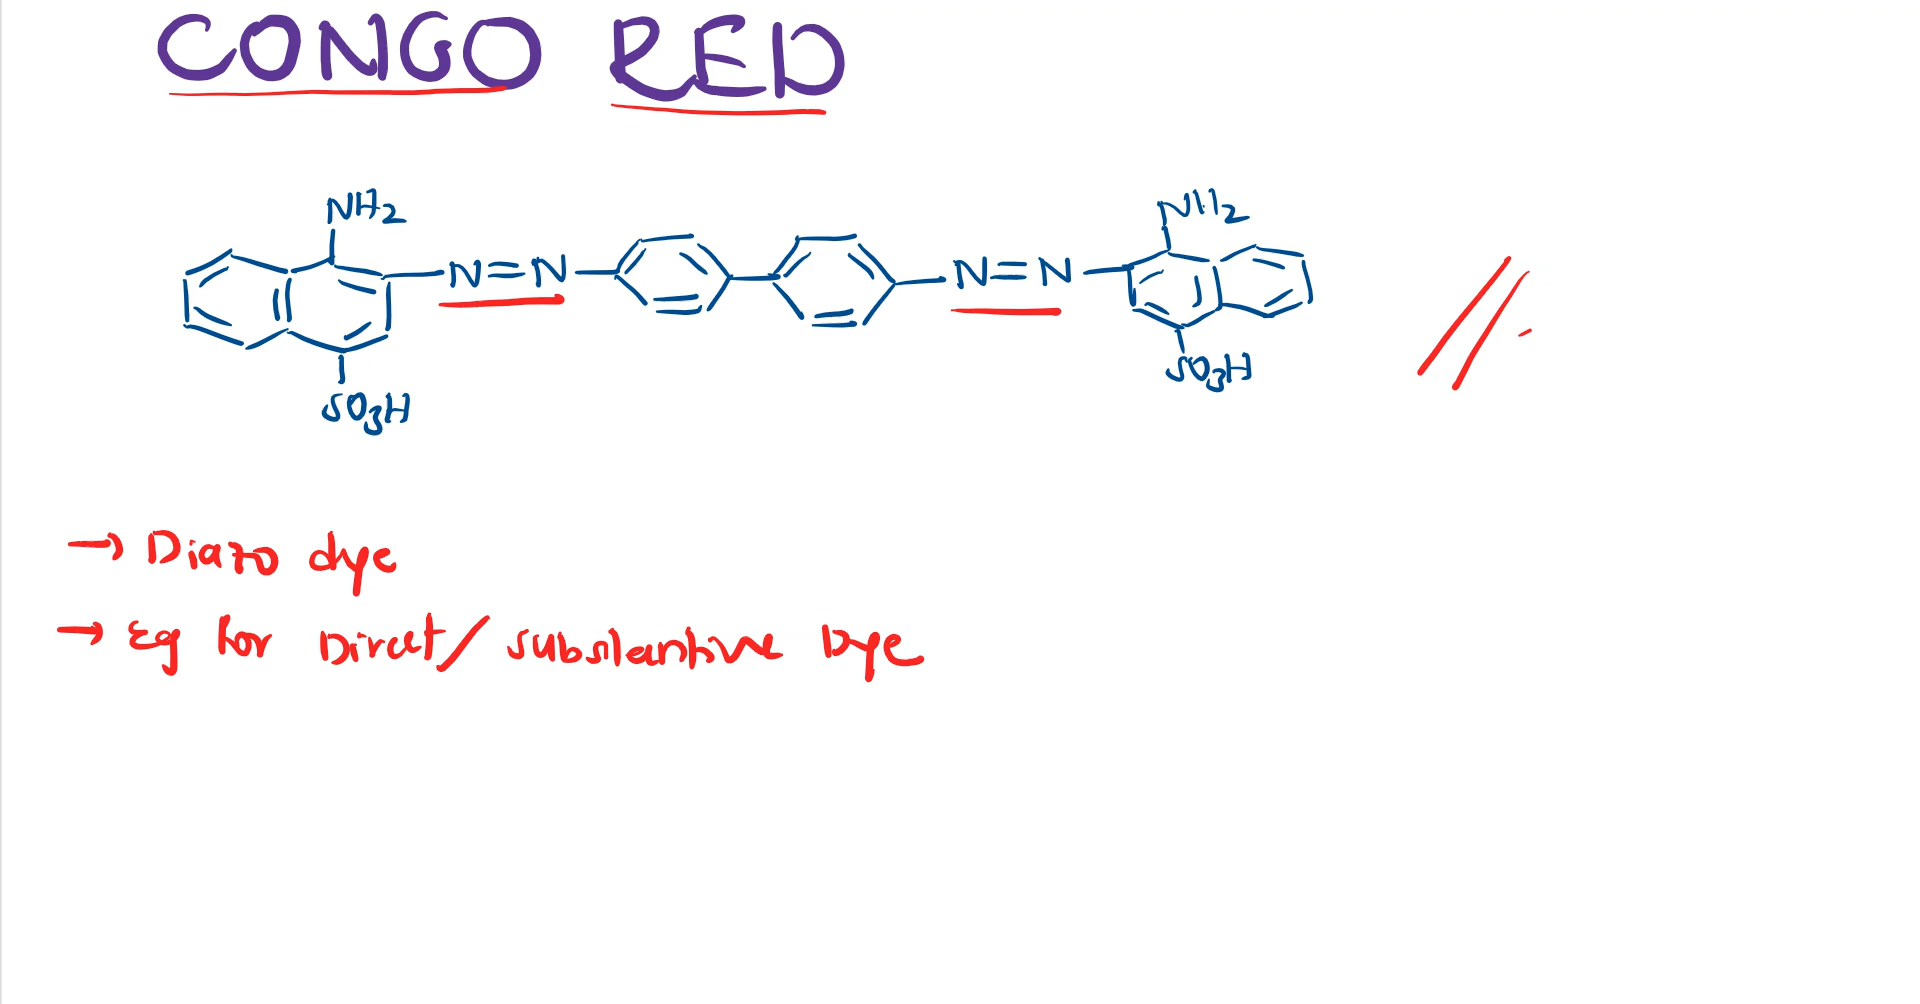 CONGO RED
NH2 NH2
N=N N=N
SO3H
SO3H
→ Diazo dye
→ Eg for Direct/substantive Dye